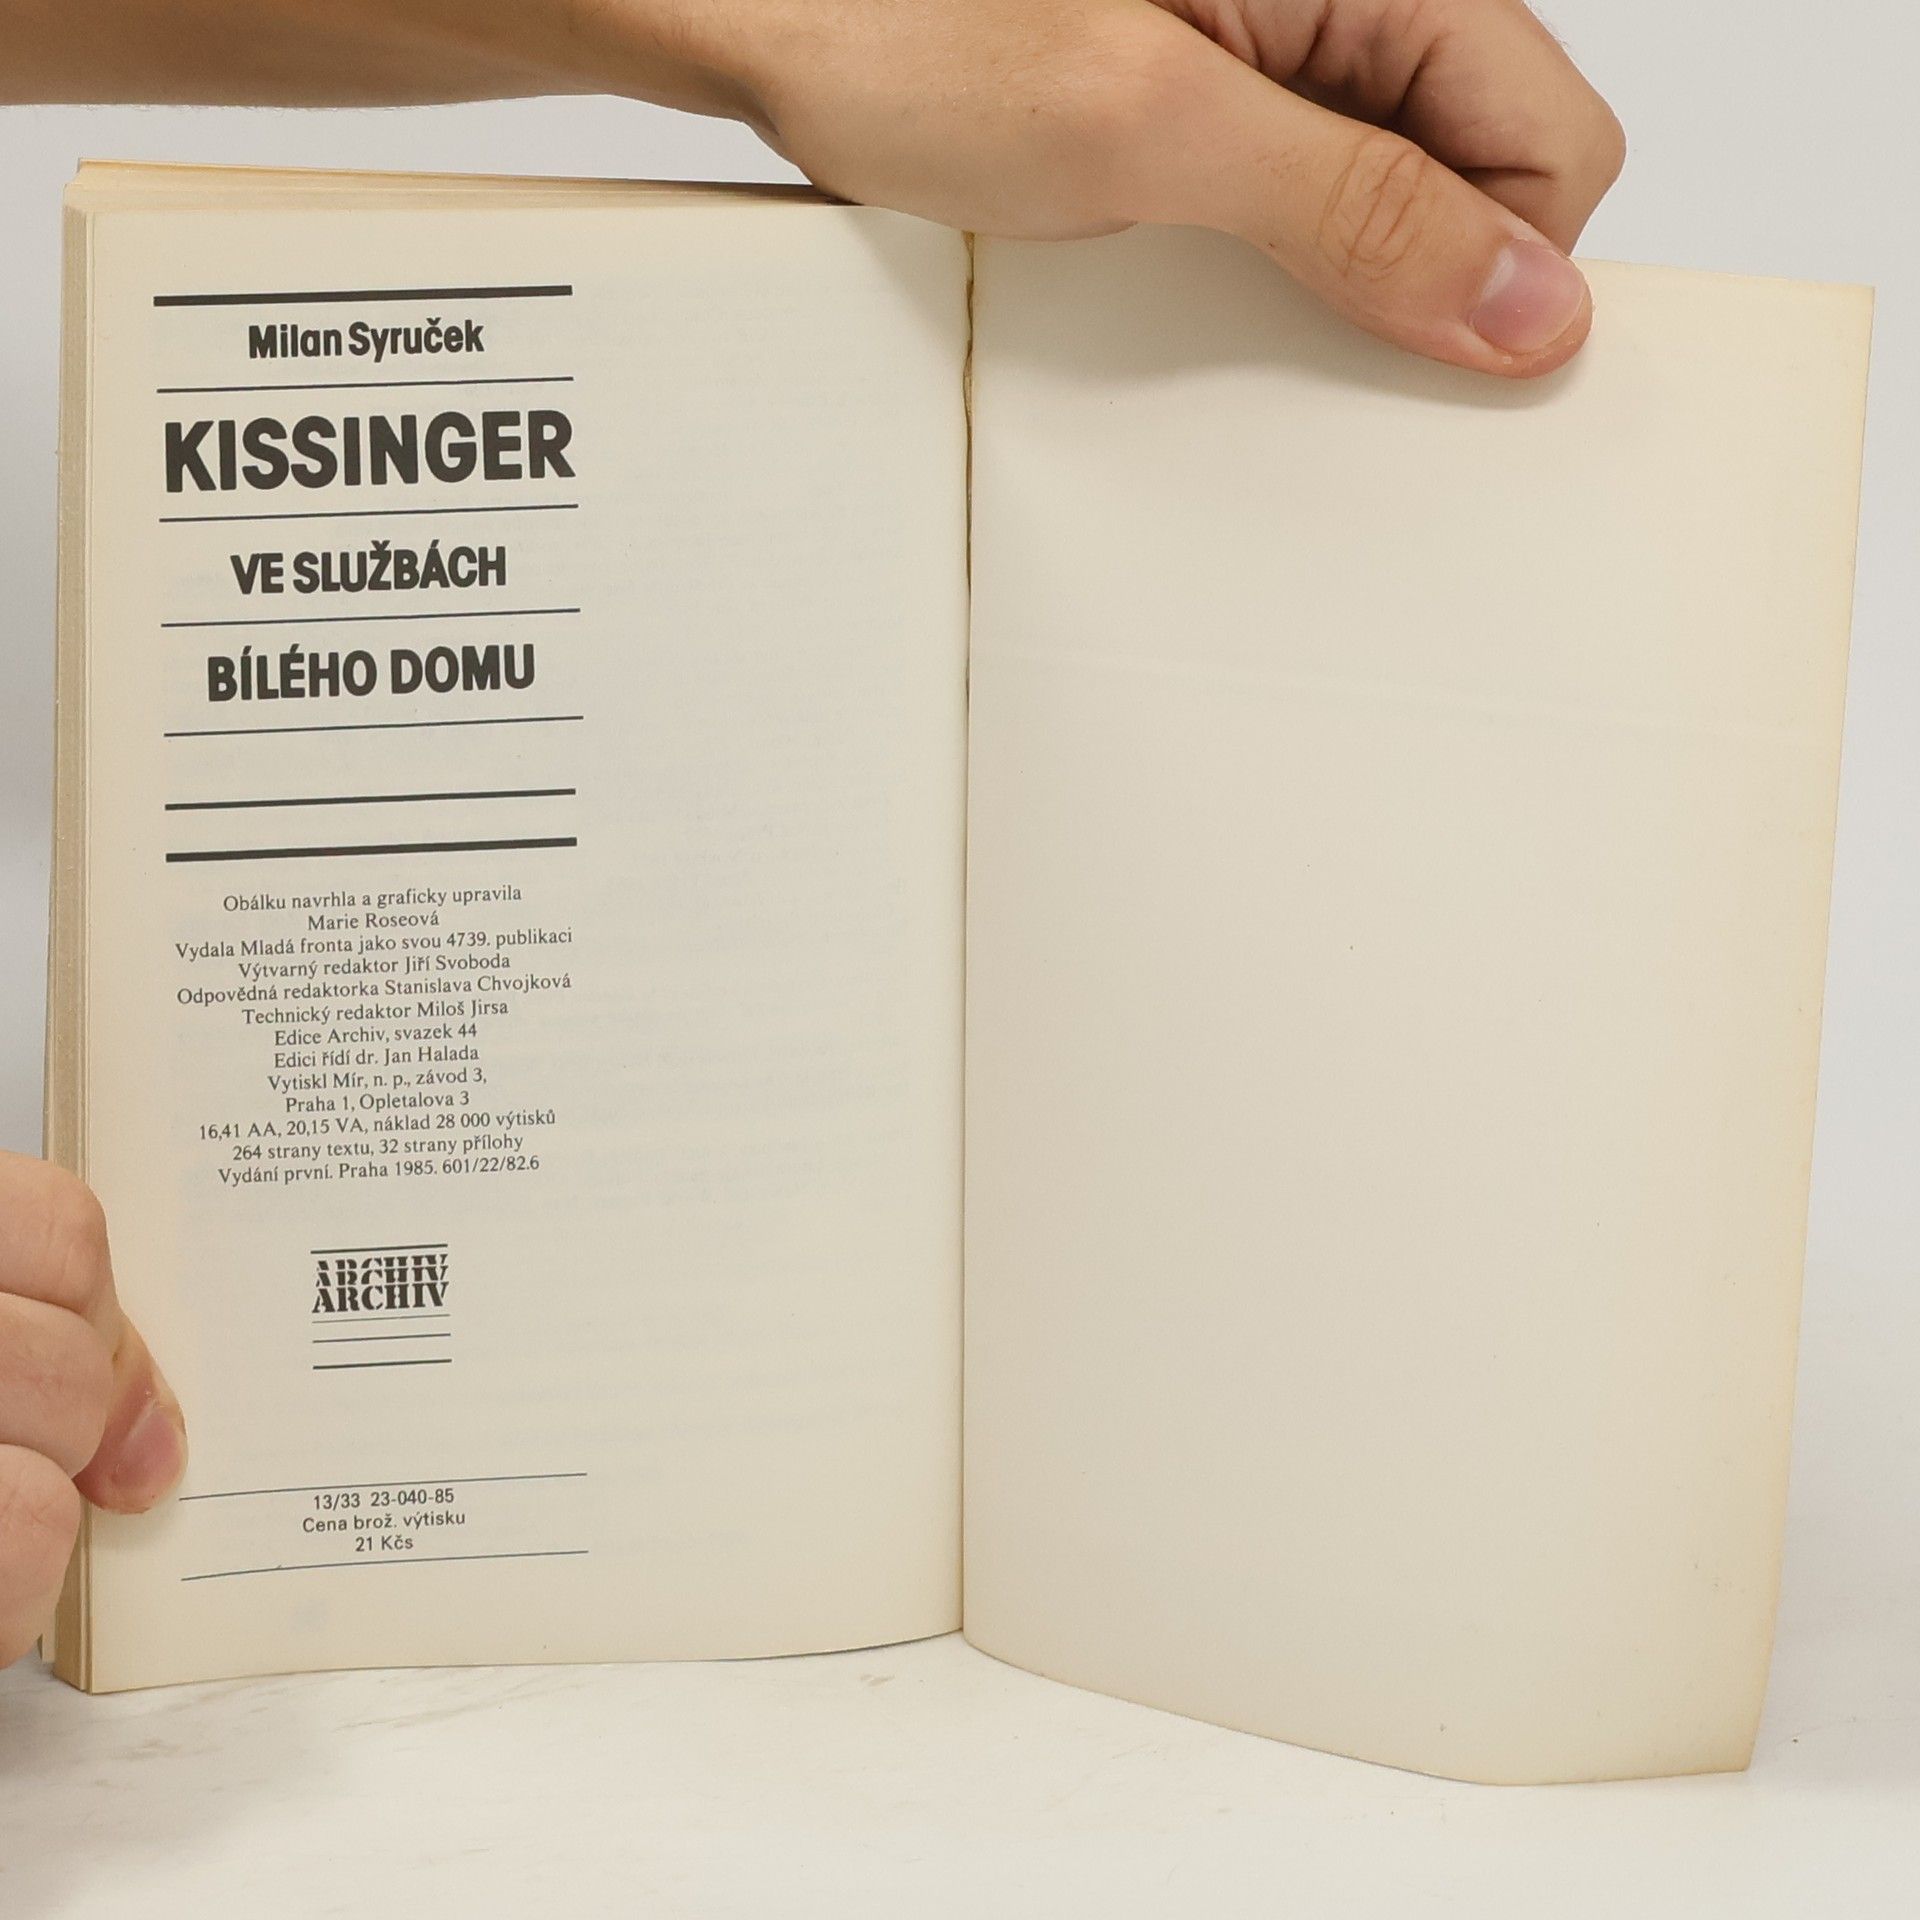 Milan Syruček
KISSINGER
VE SLUŽBÁCH
BÍLÉHO DOMU
Obálku navrhla a graficky upravila
Marie Roseová
Vydala Mladá fronta jako svou 4739. publikaci
Výtvarný redaktor Jiří Svoboda
Odpovědná redaktorka Stanislava Chvojková
Technický redaktor Miloš Jirsa
Edice Archiv, svazek 44
Edici řídí dr. Jan Halada
Vytiskl Mír, n. p., závod 3,
Praha 1, Opletalova 3
16,41 AA, 20,15 VA, náklad 28 000 výtisků
264 strany textu, 32 strany přílohy
Vydání první. Praha 1985. 601/22/82.6
ARCHIV
ARCHIV
ARCHIV
13/33 23-040-85
Cena brož. výtisku
21 Kčs